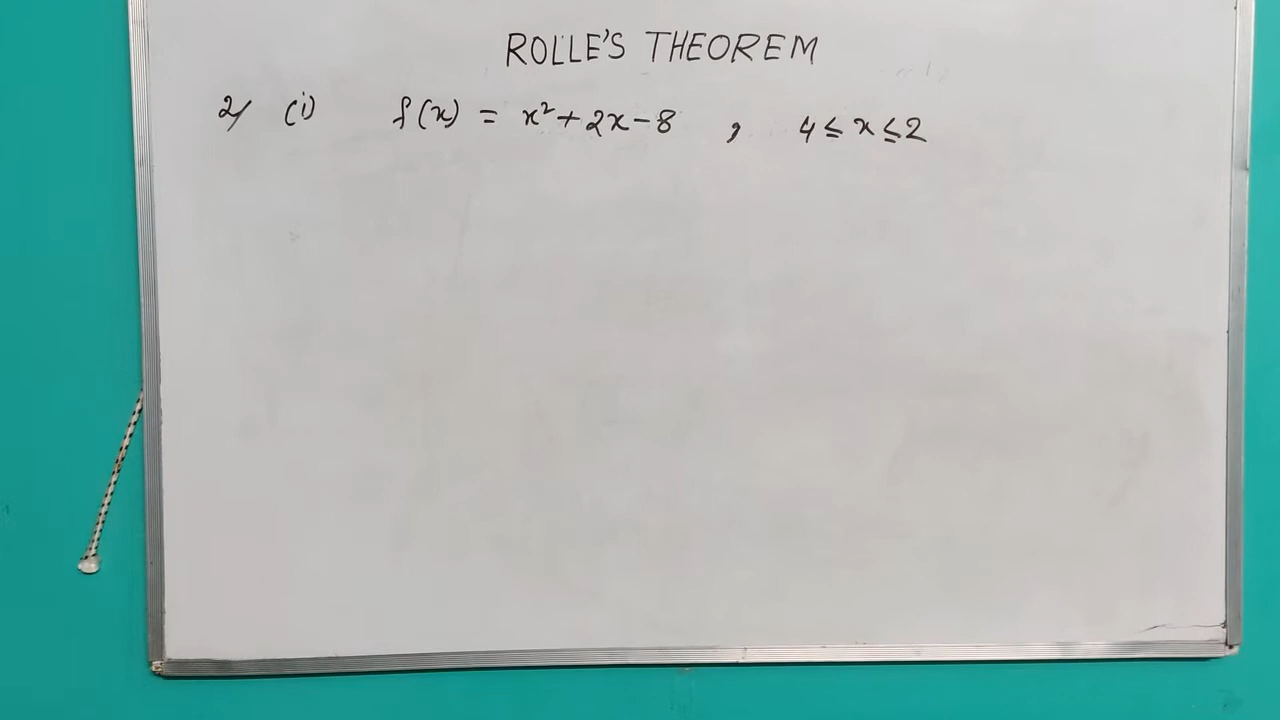 ROLLE'S THEOREM
2/ (i) f(x) = x²+2x-8 , 4≤x≤2